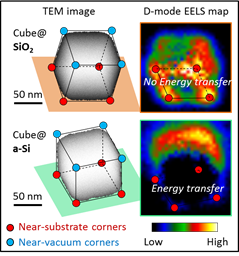 TEM image
D-mode EELS map
Cube@
SiO2
No Energy transfer
50 nm
Cube@
a-Si
Energy transfer
50 nm
Near-substrate corners
Near-vacuum corners
Low
High